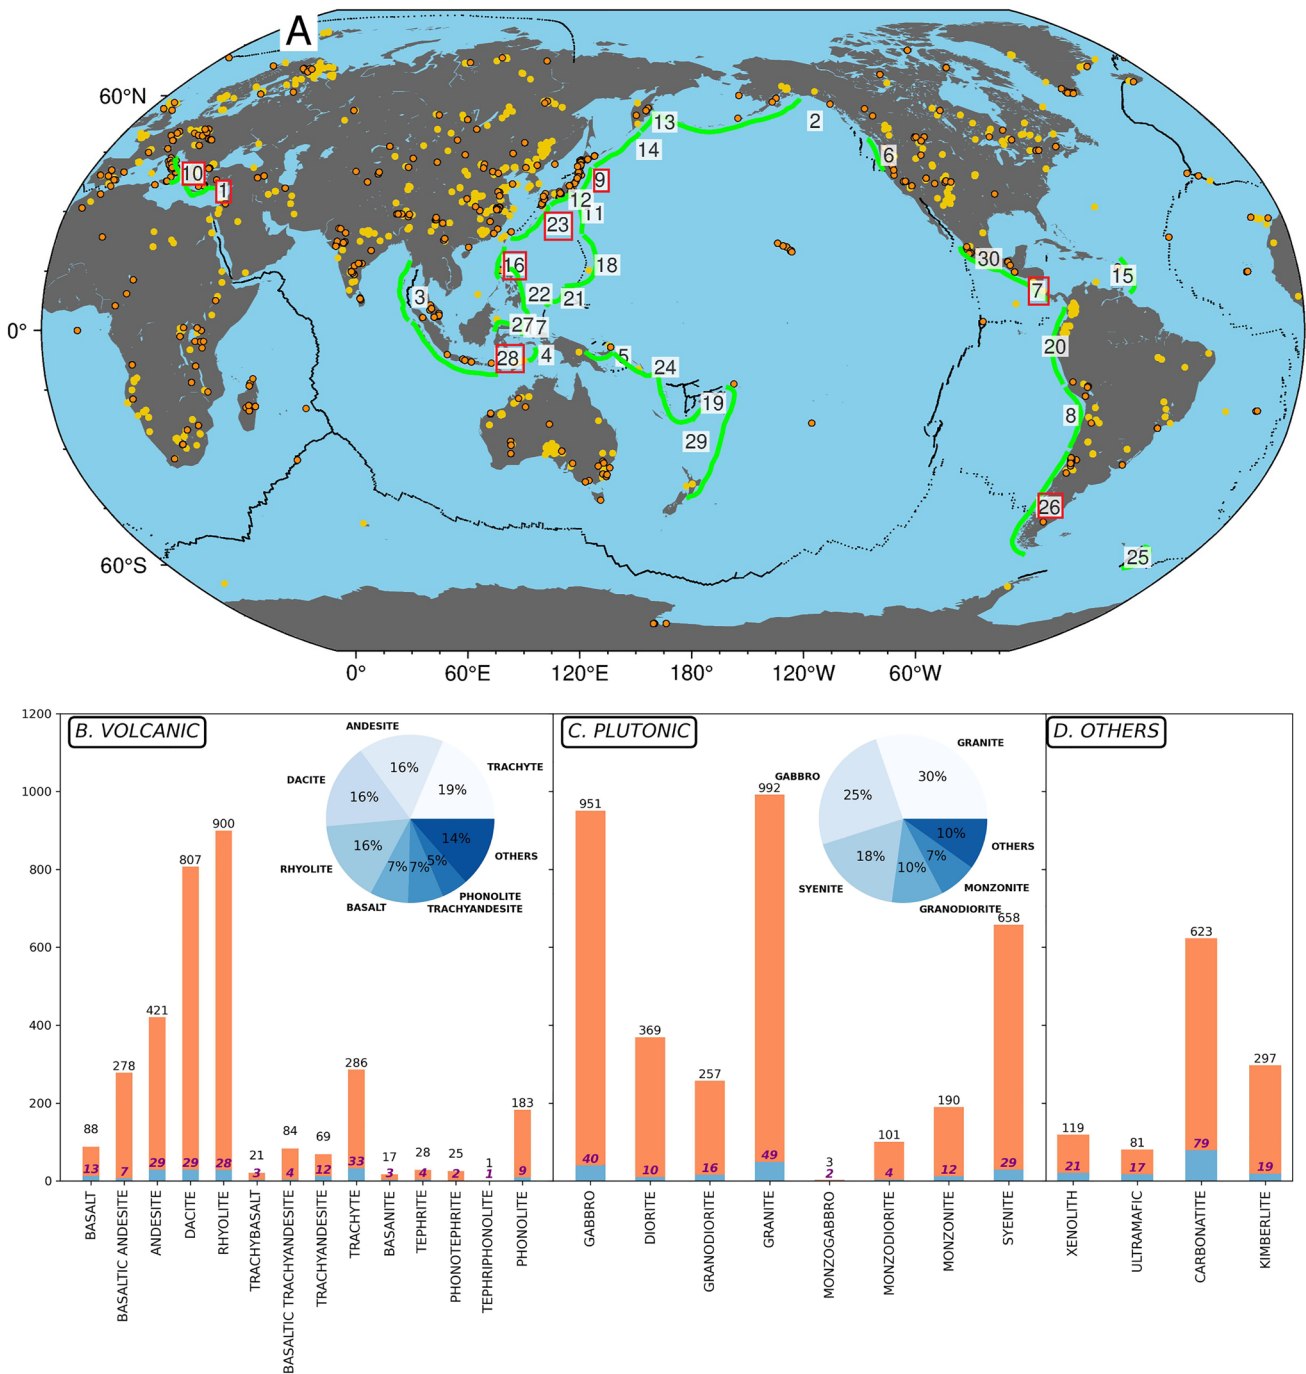 A
60°N
0°
60°S
0° 60°E 120°E 180° 120°W 60°W
13
2
14
10
1
9
12
11
23
6
16
18
30
15
3
22
21
7
27
7
20
28
4
5
24
19
8
29
26
25
B. VOLCANIC
C. PLUTONIC
D. OTHERS
1200
1000
800
600
400
200
0
ANDESITE
TRACHYTE
DACITE
RHYOLITE
BASALT
TRACHYANDESITE
PHONOLITE
OTHERS
16%
19%
16%
16%
7%
7%
5%
14%
GRANITE
GABBRO
SYENITE
GRANODIORITE
MONZONITE
OTHERS
30%
25%
18%
10%
7%
10%
88 278 421 807 900 21 84 69 286 17 28 25 1 183
13 7 29 29 28 3 4 12 33 3 4 2 1 9
951 369 257 992 3 101 190 658
40 10 16 49 2 4 12 29
119 81 623 297
21 17 79 19
BASALT
BASALTIC ANDESITE
ANDESITE
DACITE
RHYOLITE
TRACHYBASALT
BASALTIC TRACHYANDESITE
TRACHYANDESITE
TRACHYTE
BASANITE
TEPHRITE
PHONOTEPHRITE
TEPHRIPHONOLITE
PHONOLITE
GABBRO
DIORITE
GRANODIORITE
GRANITE
MONZOGABBRO
MONZODIORITE
MONZONITE
SYENITE
XENOLITH
ULTRAMAFIC
CARBONATITE
KIMBERLITE